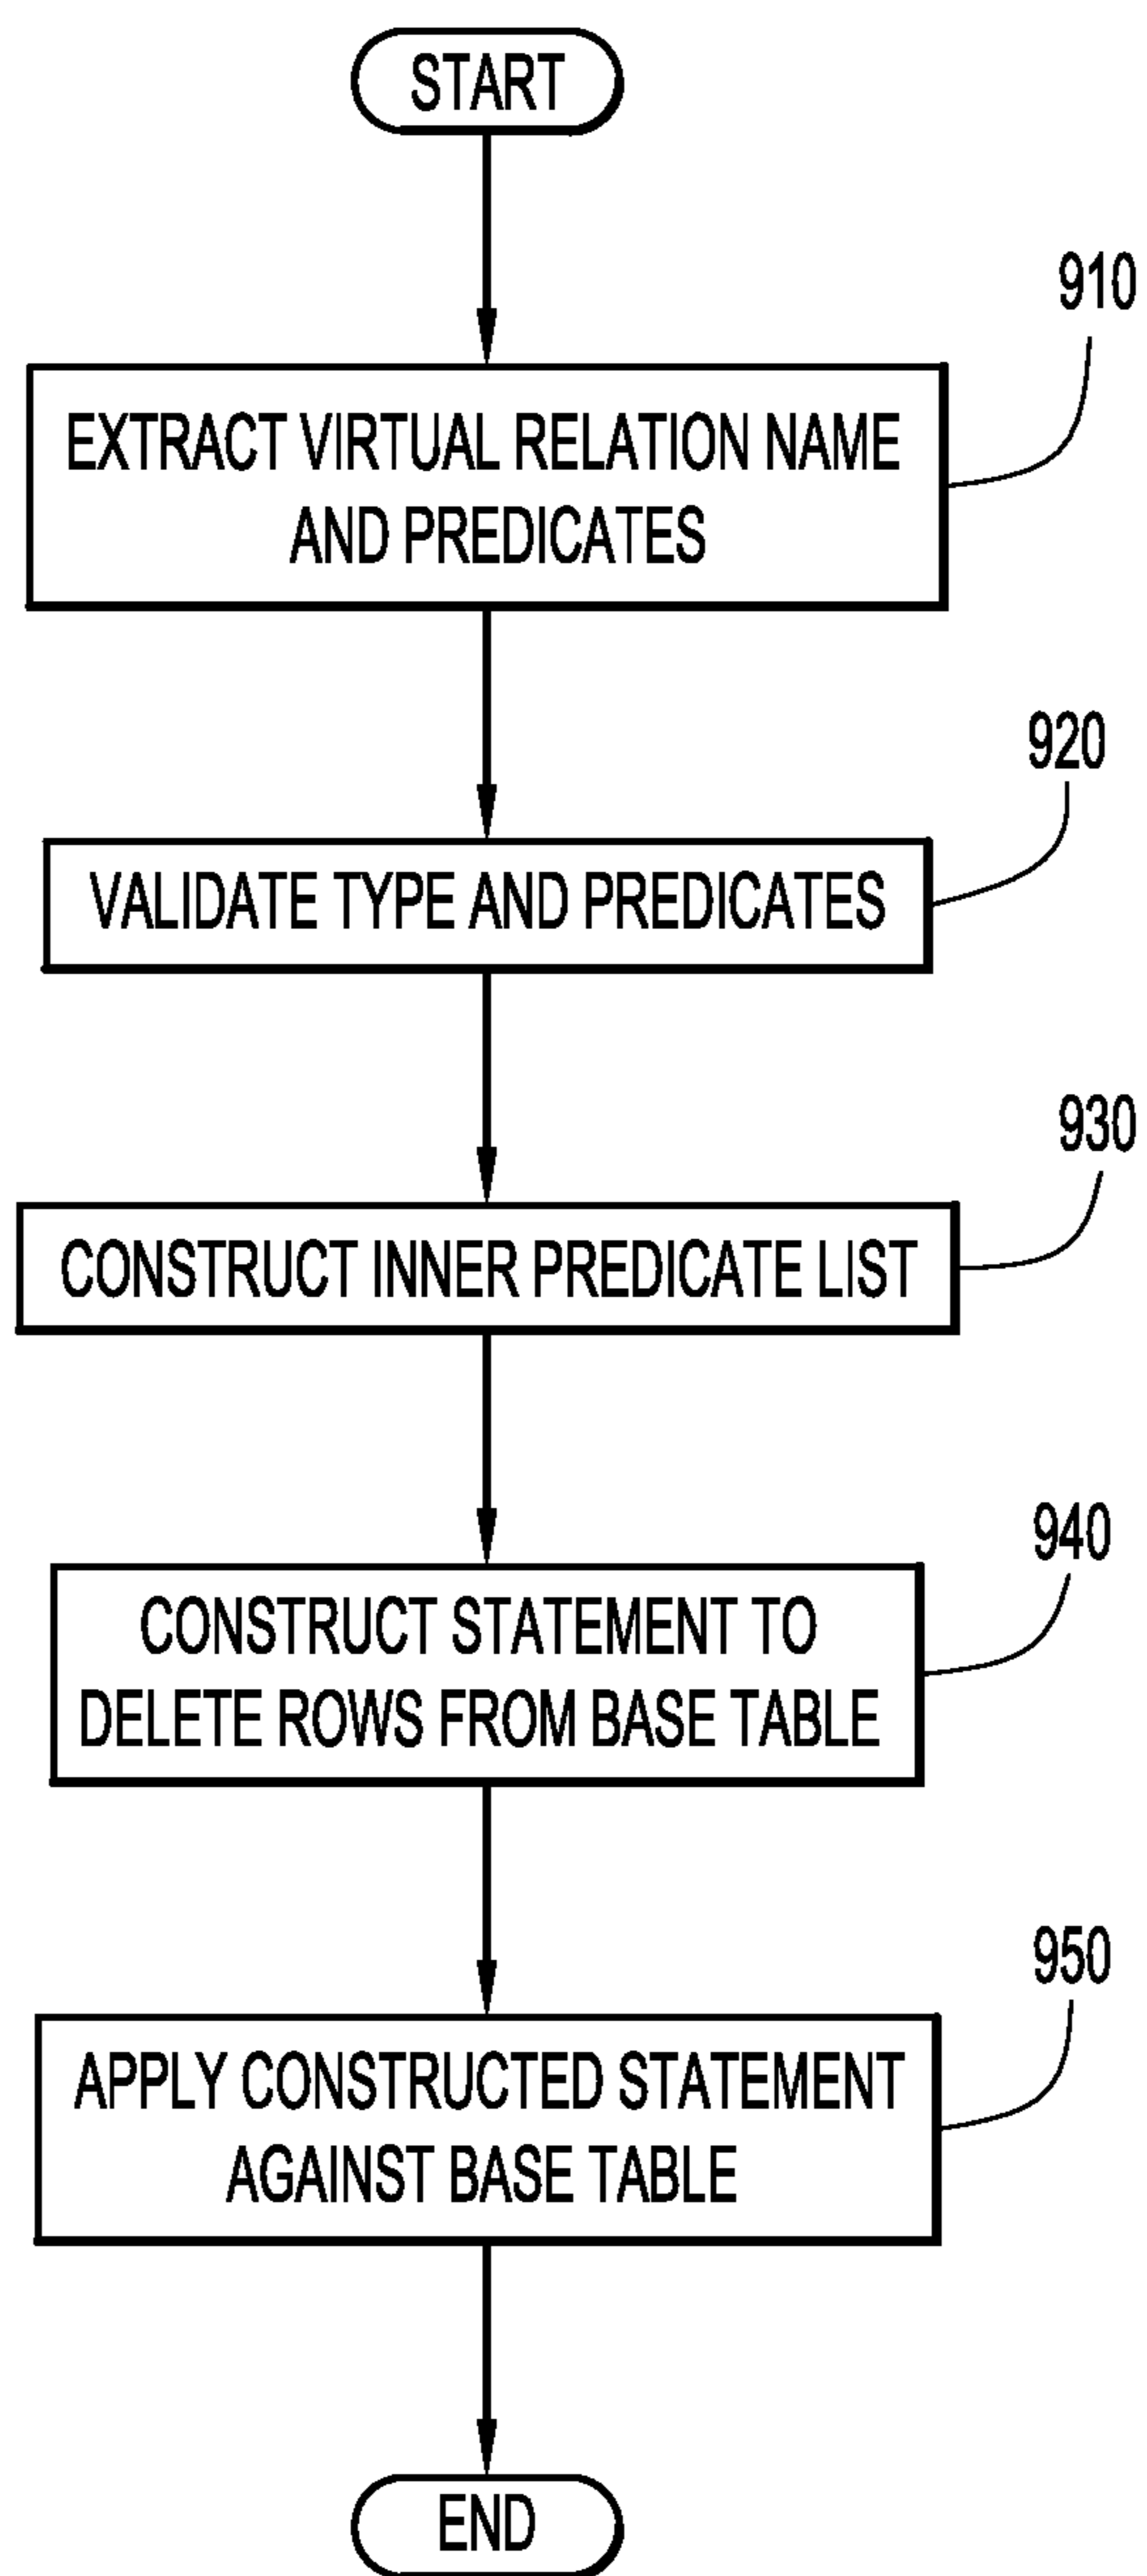 START
910
EXTRACT VIRTUAL RELATION NAME
AND PREDICATES
920
VALIDATE TYPE AND PREDICATES
930
CONSTRUCT INNER PREDICATE LIST
940
CONSTRUCT STATEMENT TO
DELETE ROWS FROM BASE TABLE
950
APPLY CONSTRUCTED STATEMENT
AGAINST BASE TABLE
END